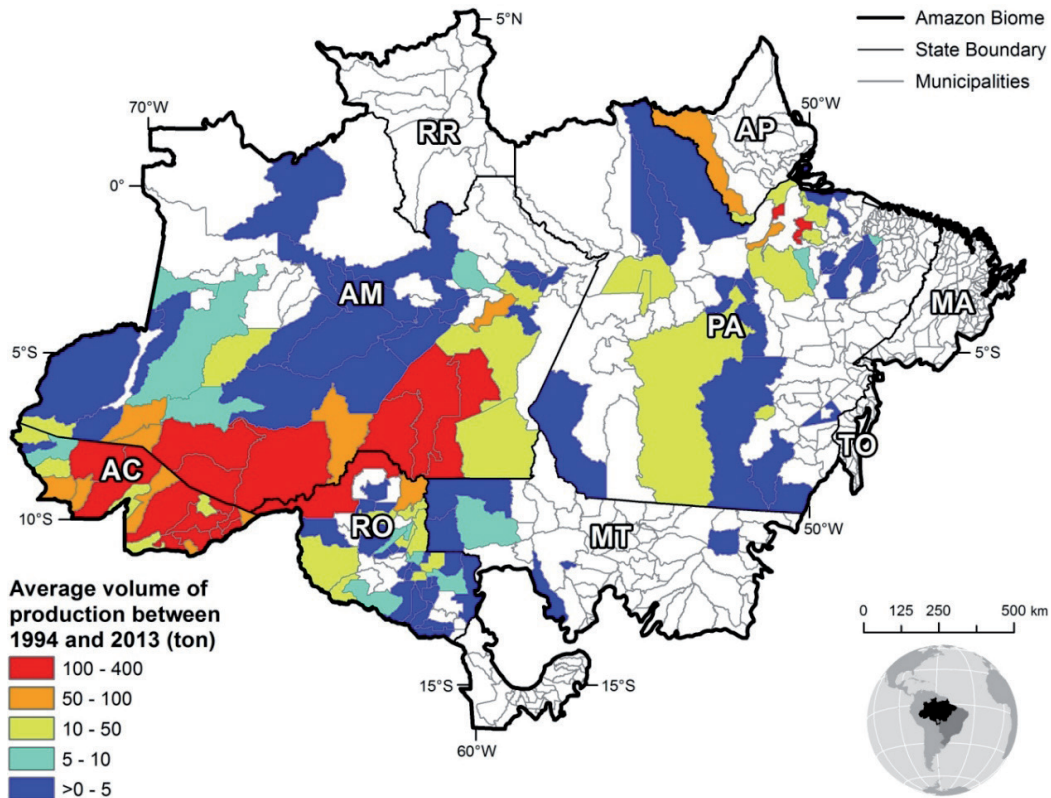 5°N
Amazon Biome
State Boundary
Municipalities
70°W
50°W
RR
AP
0°
AM
PA
MA
5°S
5°S
TO
AC
10°S
RO
MT
50°W
Average volume of
production between
1994 and 2013 (ton)
100 - 400
50 - 100
10 - 50
5 - 10
>0 - 5
15°S
15°S
60°W
0 125 250 500 km